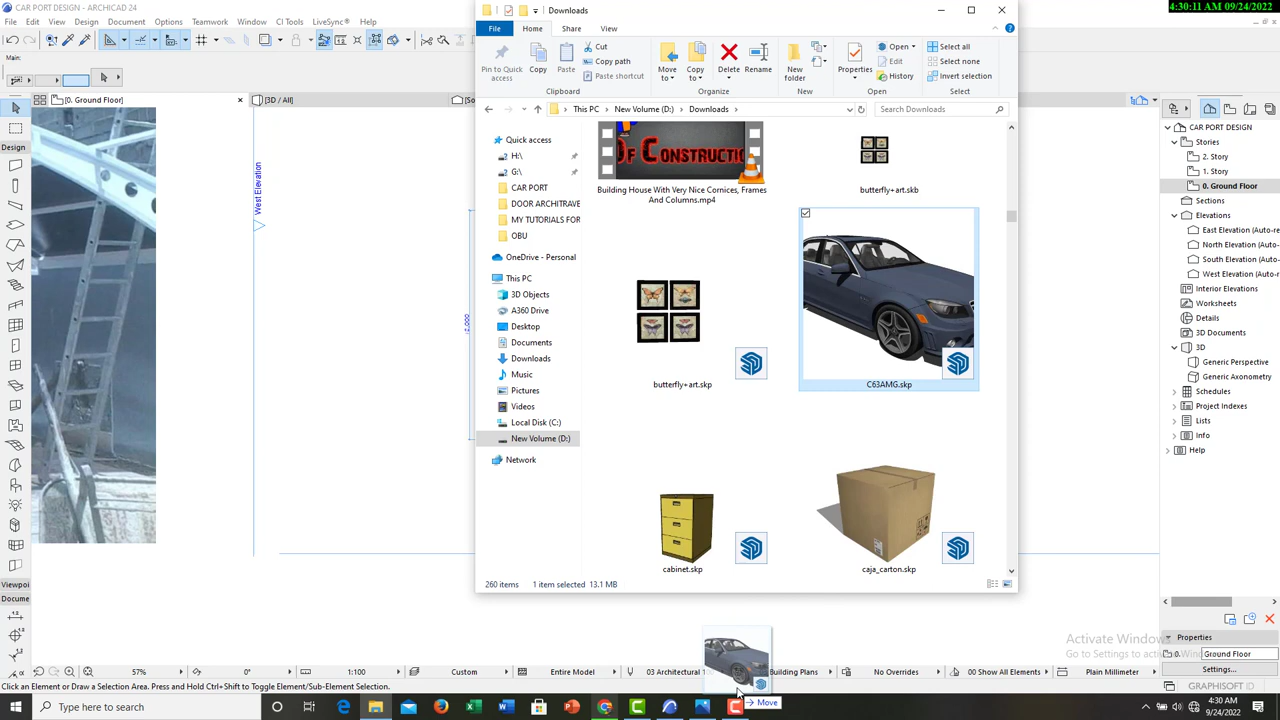 CAR PORT DESIGN - ARCHICAD 24
Downloads
4:30:11 AM 09/24/2022
File Edit View Design Document Options Teamwork Window CI Tools LiveSync® Help
File Home Share View
Pin to Quick access
Copy
Paste
Cut
Copy path
Paste shortcut
Clipboard
Move to
Copy to
Delete
Rename
Organize
New folder
New
Properties
Open
Edit
History
Open
Select all
Select none
Invert selection
Select
[0. Ground Floor]
[3D / All]
This PC New Volume (D:) Downloads
Search Downloads
Design
West Elevation
Quick access
H:\
G:\
CAR PORT
DOOR ARCHITRAVE
MY TUTORIALS FOR
OBU
OneDrive - Personal
This PC
3D Objects
A360 Drive
Desktop
Documents
Downloads
Music
Pictures
Videos
Local Disk (C:)
New Volume (D:)
Network
Building House With Very Nice Cornices, Frames
And Columns.mp4
butterfly+art.skb
butterfly+art.skp
C63AMG.skp
cabinet.skp
caja_carton.skp
260 items 1 item selected 13.1 MB
CAR PORT DESIGN
Stories
2. Story
1. Story
0. Ground Floor
Sections
Elevations
East Elevation (Auto-re
North Elevation (Auto-
South Elevation (Auto-
West Elevation (Auto-r
Interior Elevations
Worksheets
Details
3D Documents
3D
Generic Perspective
Generic Axonometry
Schedules
Project Indexes
Lists
Info
Help
Viewpoi
Docume
Properties
0. Ground Floor
Settings...
Activate Windows
Go to Settings to
57% 0° 1:100 Custom Entire Model 03 Architectural Building Plans No Overrides 00 Show All Elements Plain Millimeter
Click an Element or Draw a Selection Area. Press and Hold Ctrl+Shift to Toggle Element/Sub-Element Selection.
GRAPHISOFT ID
Move
Type here to search
4:30 AM
9/24/2022